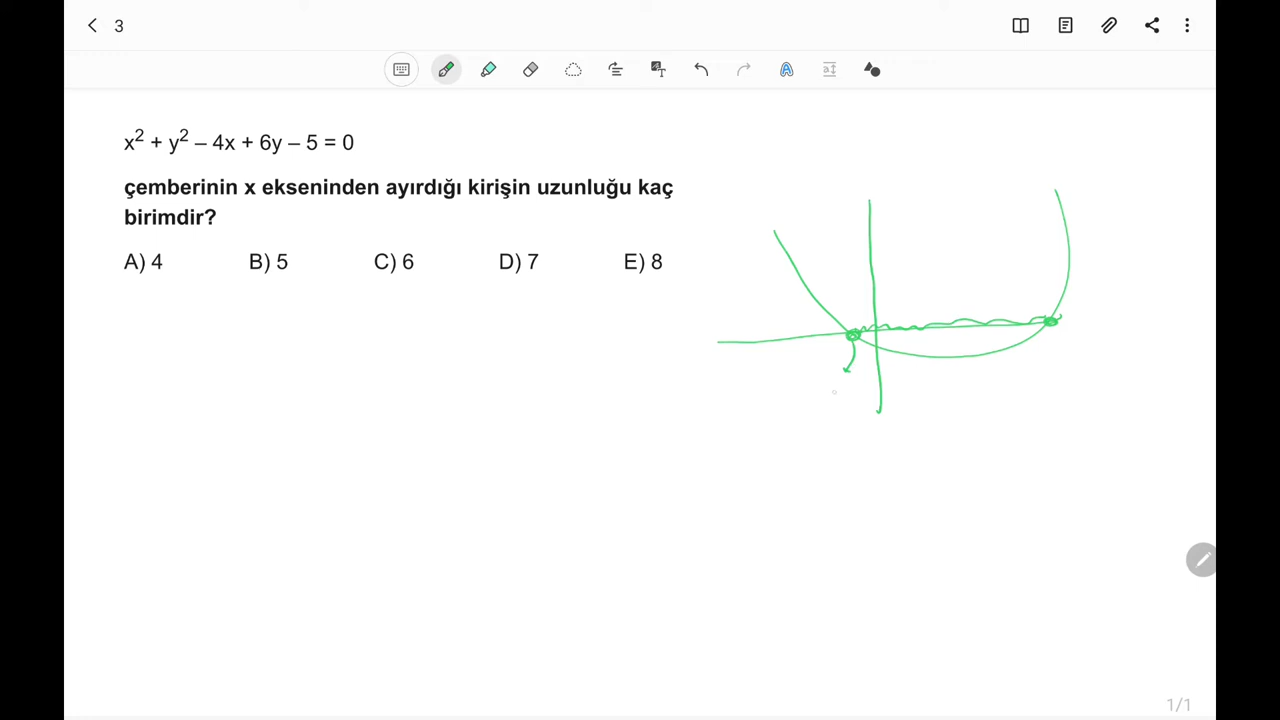 3
x² + y² – 4x + 6y – 5 = 0
çemberinin x ekseninden ayırdığı kirişin uzunluğu kaç
birimdir?
A) 4 B) 5 C) 6 D) 7 E) 8
1/1